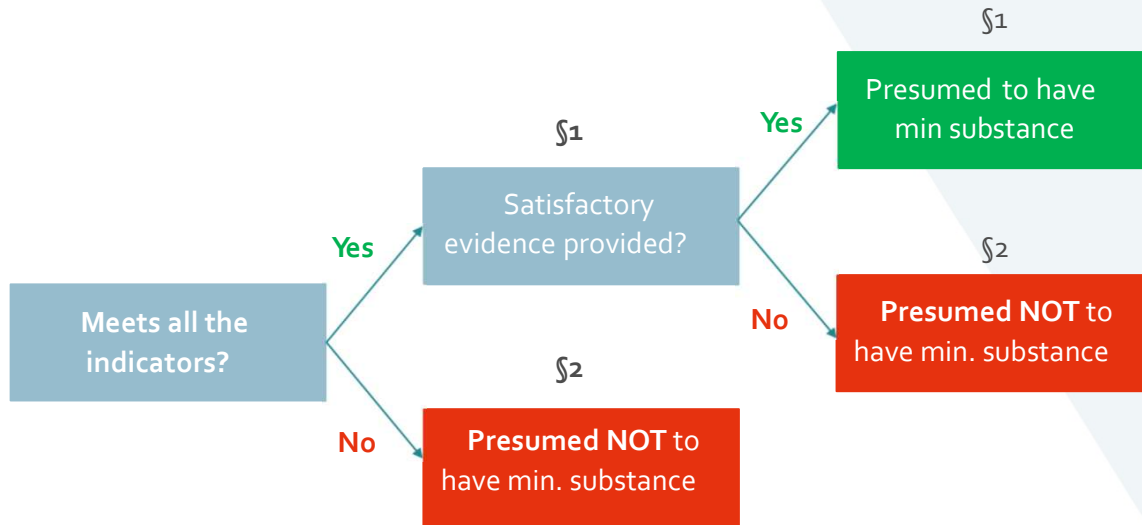 §1
Presumed to have
min substance
Yes
§1
Satisfactory
evidence provided?
Yes
§2
Presumed NOT to
have min. substance
No
Meets all the
indicators?
§2
No
Presumed NOT to
have min. substance